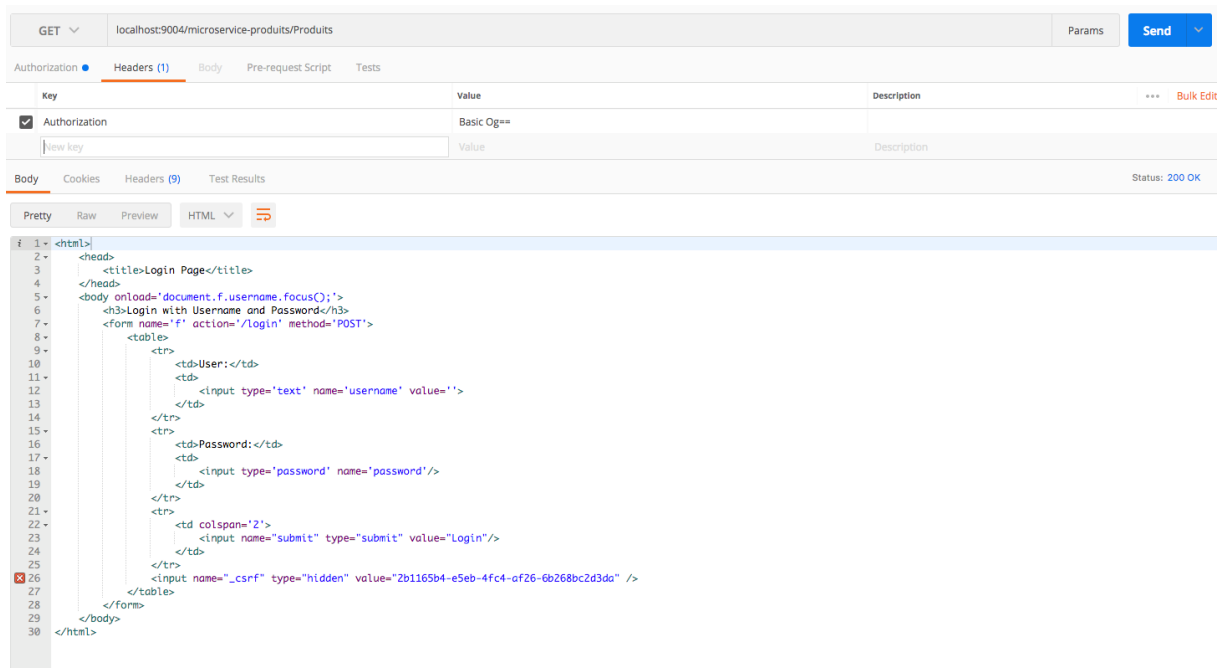 GET localhost:9004/microservice-produits/Produits Params Send
Authorization Headers (1) Body Pre-request Script Tests
Key Value Description ••• Bulk Edit
Authorization Basic Og==
New key Value Description
Body Cookies Headers (9) Test Results Status: 200 OK
Pretty Raw Preview HTML
i 1 <html>
2 <head>
3 <title>Login Page</title>
4 </head>
5 <body onload='document.f.username.focus();'>
6 <h3>Login with Username and Password</h3>
7 <form name='f' action='/login' method='POST'>
8 <table>
9 <tr>
10 <td>User:</td>
11 <td>
12 <input type='text' name='username' value=''>
13 </td>
14 </tr>
15 <tr>
16 <td>Password:</td>
17 <td>
18 <input type='password' name='password'/>
19 </td>
20 </tr>
21 <tr>
22 <td colspan='2'>
23 <input name="submit" type="submit" value="Login"/>
24 </td>
25 </tr>
26 <input name="_csrf" type="hidden" value="2b1165b4-e5eb-4fc4-af26-6b268bc2d3da" />
27 </table>
28 </form>
29 </body>
30 </html>